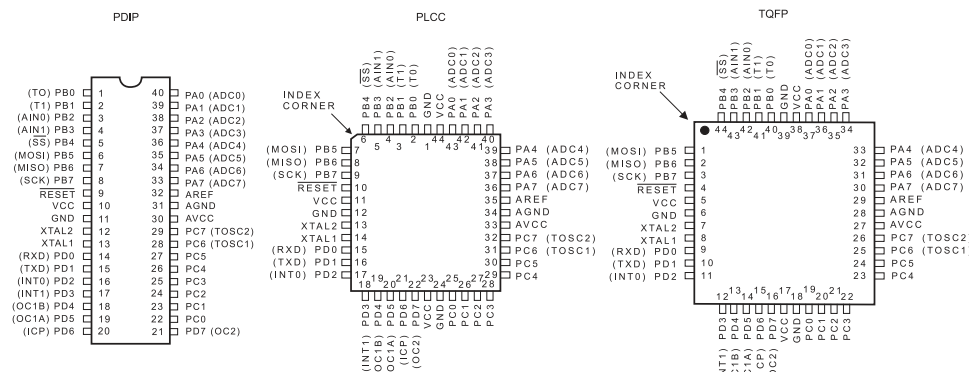 PDIP
(TO) PB0 1
(T1) PB1 2
(AIN0) PB2 3
(AIN1) PB3 4
(SS) PB4 5
(MOSI) PB5 6
(MISO) PB6 7
(SCK) PB7 8
RESET 9
VCC 10
GND 11
XTAL2 12
XTAL1 13
(RXD) PD0 14
(TXD) PD1 15
(INT0) PD2 16
(INT1) PD3 17
(OC1B) PD4 18
(OC1A) PD5 19
(ICP) PD6 20
40 PA0 (ADC0)
39 PA1 (ADC1)
38 PA2 (ADC2)
37 PA3 (ADC3)
36 PA4 (ADC4)
35 PA5 (ADC5)
34 PA6 (ADC6)
33 PA7 (ADC7)
32 AREF
31 AGND
30 AVCC
29 PC7 (TOSC2)
28 PC6 (TOSC1)
27 PC5
26 PC4
25 PC3
24 PC2
23 PC1
22 PC0
21 PD7 (OC2)
PLCC
INDEX
CORNER
PB4 (SS) 6
PB3 (AIN1) 5
PB2 (AIN0) 4
PB1 (T1) 3
PB0 (T0) 2
GND 1
VCC 44
PA0 (ADC0) 43
PA1 (ADC1) 42
PA2 (ADC2) 41
PA3 (ADC3) 40
(MOSI) PB5 7
(MISO) PB6 8
(SCK) PB7 9
RESET 10
VCC 11
GND 12
XTAL2 13
XTAL1 14
(RXD) PD0 15
(TXD) PD1 16
(INT0) PD2 17
39 PA4 (ADC4)
38 PA5 (ADC5)
37 PA6 (ADC6)
36 PA7 (ADC7)
35 AREF
34 AGND
33 AVCC
32 PC7 (TOSC2)
31 PC6 (TOSC1)
30 PC5
29 PC4
18 (INT1) PD3
19 OC1B) PD4
20 OC1A) PD5
21 (ICP) PD6
22 (OC2) PD7
23 VCC
24 GND
25 PC0
26 PC1
27 PC2
28 PC3
TQFP
INDEX
CORNER
PB4 (SS) 44
PB3 (AIN1) 43
PB2 (AIN0) 42
PB1 (T1) 41
PB0 (T0) 40
GND 39
VCC 38
PA0 (ADC0) 37
PA1 (ADC1) 36
PA2 (ADC2) 35
PA3 (ADC3) 34
(MOSI) PB5 1
(MISO) PB6 2
(SCK) PB7 3
RESET 4
VCC 5
GND 6
XTAL2 7
XTAL1 8
(RXD) PD0 9
(TXD) PD1 10
(INT0) PD2 11
33 PA4 (ADC4)
32 PA5 (ADC5)
31 PA6 (ADC6)
30 PA7 (ADC7)
29 AREF
28 AGND
27 AVCC
26 PC7 (TOSC2)
25 PC6 (TOSC1)
24 PC5
23 PC4
12 NT1) PD3
13 C1B) PD4
14 C1A) PD5
15 CP) PD6
16 OC2) PD7
17 VCC
18 GND
19 PC0
20 PC1
21 PC2
22 PC3